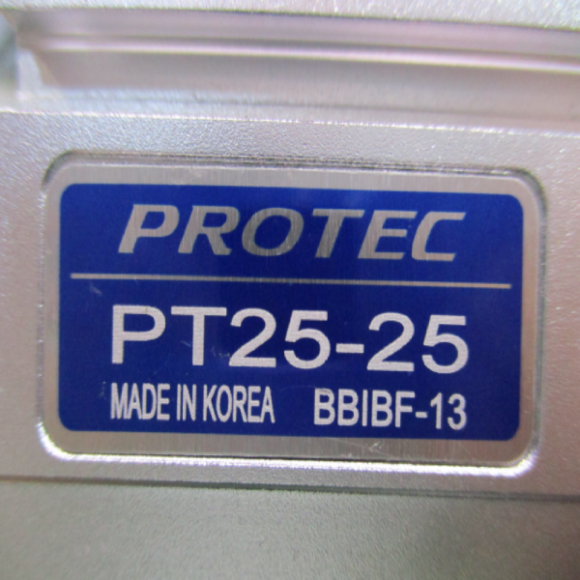 PROTEC
PT25-25
MADE IN KOREA BBIBF-13